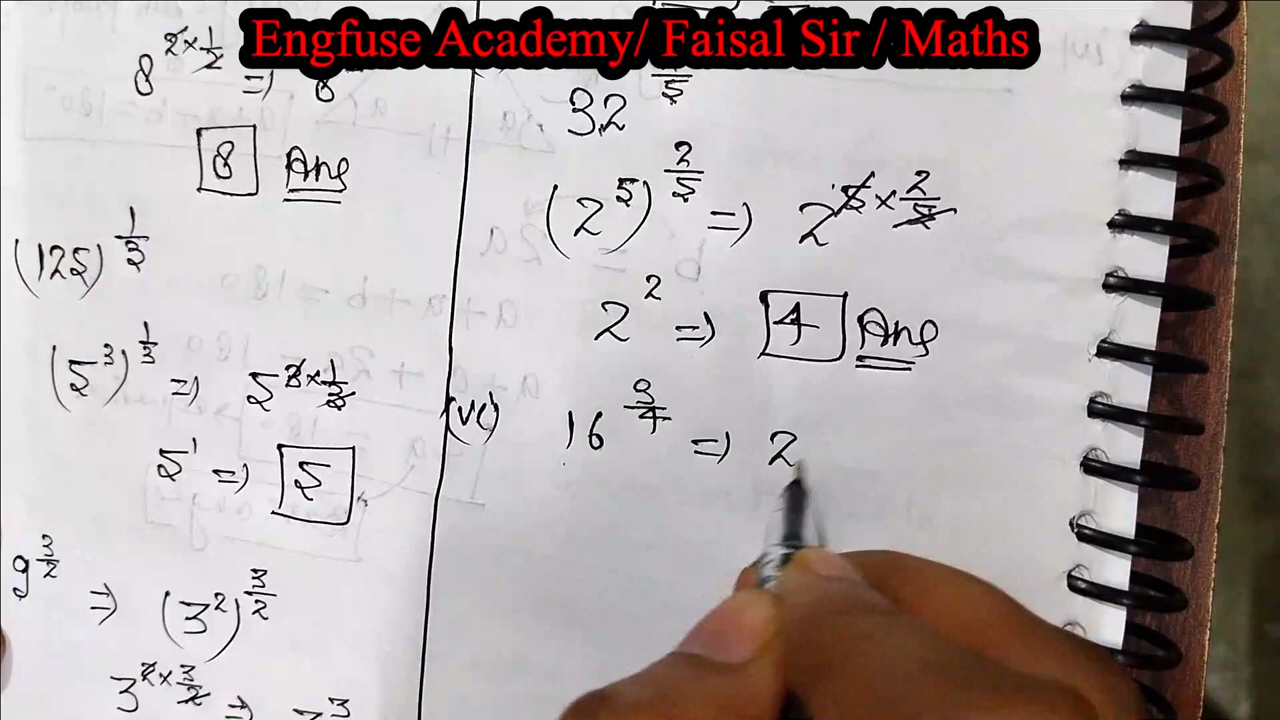 Engfuse Academy/ Faisal Sir / Maths
8^{2×1/2} => 8
8 Ans
(125)^{1/3}
(5^3)^{1/3} => 5^{3×1/3}
5^1 => 5
9^{3/2} => (3^2)^{3/2}
3^{2×3/2} => 3^3
32^{2/5}
(2^5)^{2/5} => 2^{5×2/5}
2^2 => 4 Ans
16^{3/4} => 2